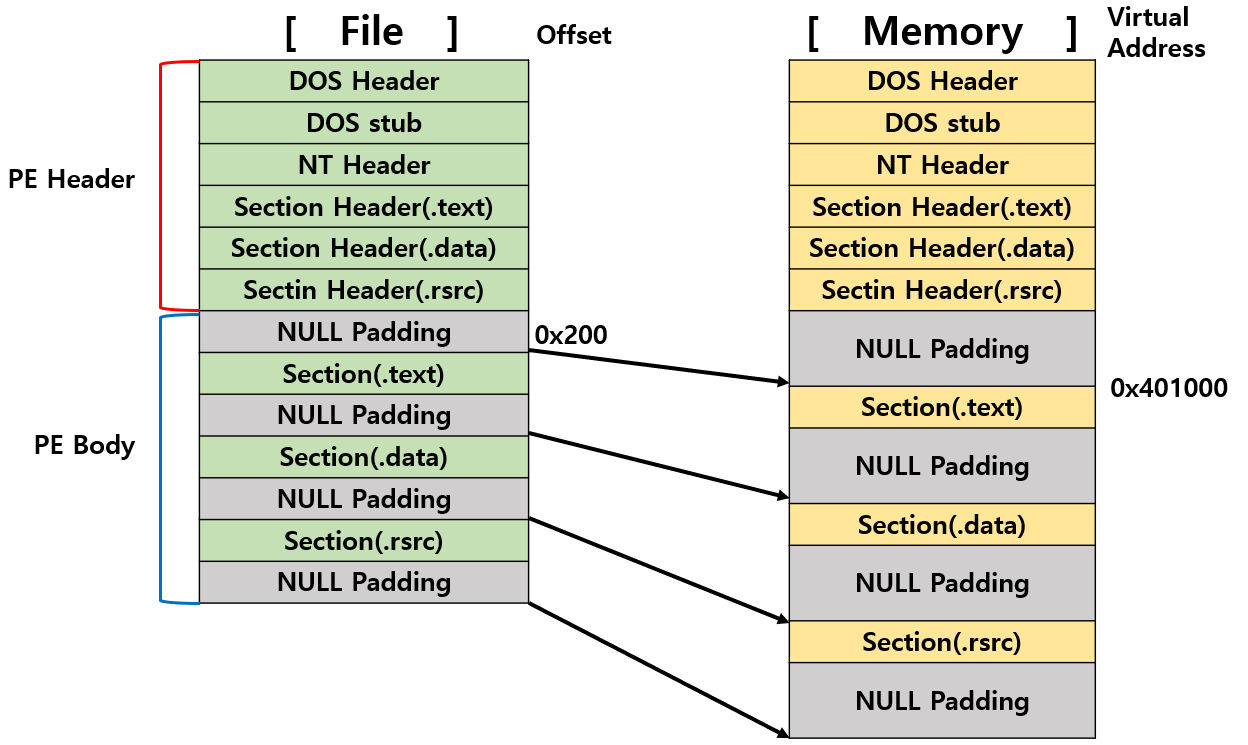 [ File ]
Offset
[ Memory ]
Virtual
Address
PE Header
PE Body
DOS Header
DOS stub
NT Header
Section Header(.text)
Section Header(.data)
Sectin Header(.rsrc)
NULL Padding
0x200
Section(.text)
NULL Padding
Section(.data)
NULL Padding
Section(.rsrc)
NULL Padding
DOS Header
DOS stub
NT Header
Section Header(.text)
Section Header(.data)
Sectin Header(.rsrc)
NULL Padding
0x401000
Section(.text)
NULL Padding
Section(.data)
NULL Padding
Section(.rsrc)
NULL Padding